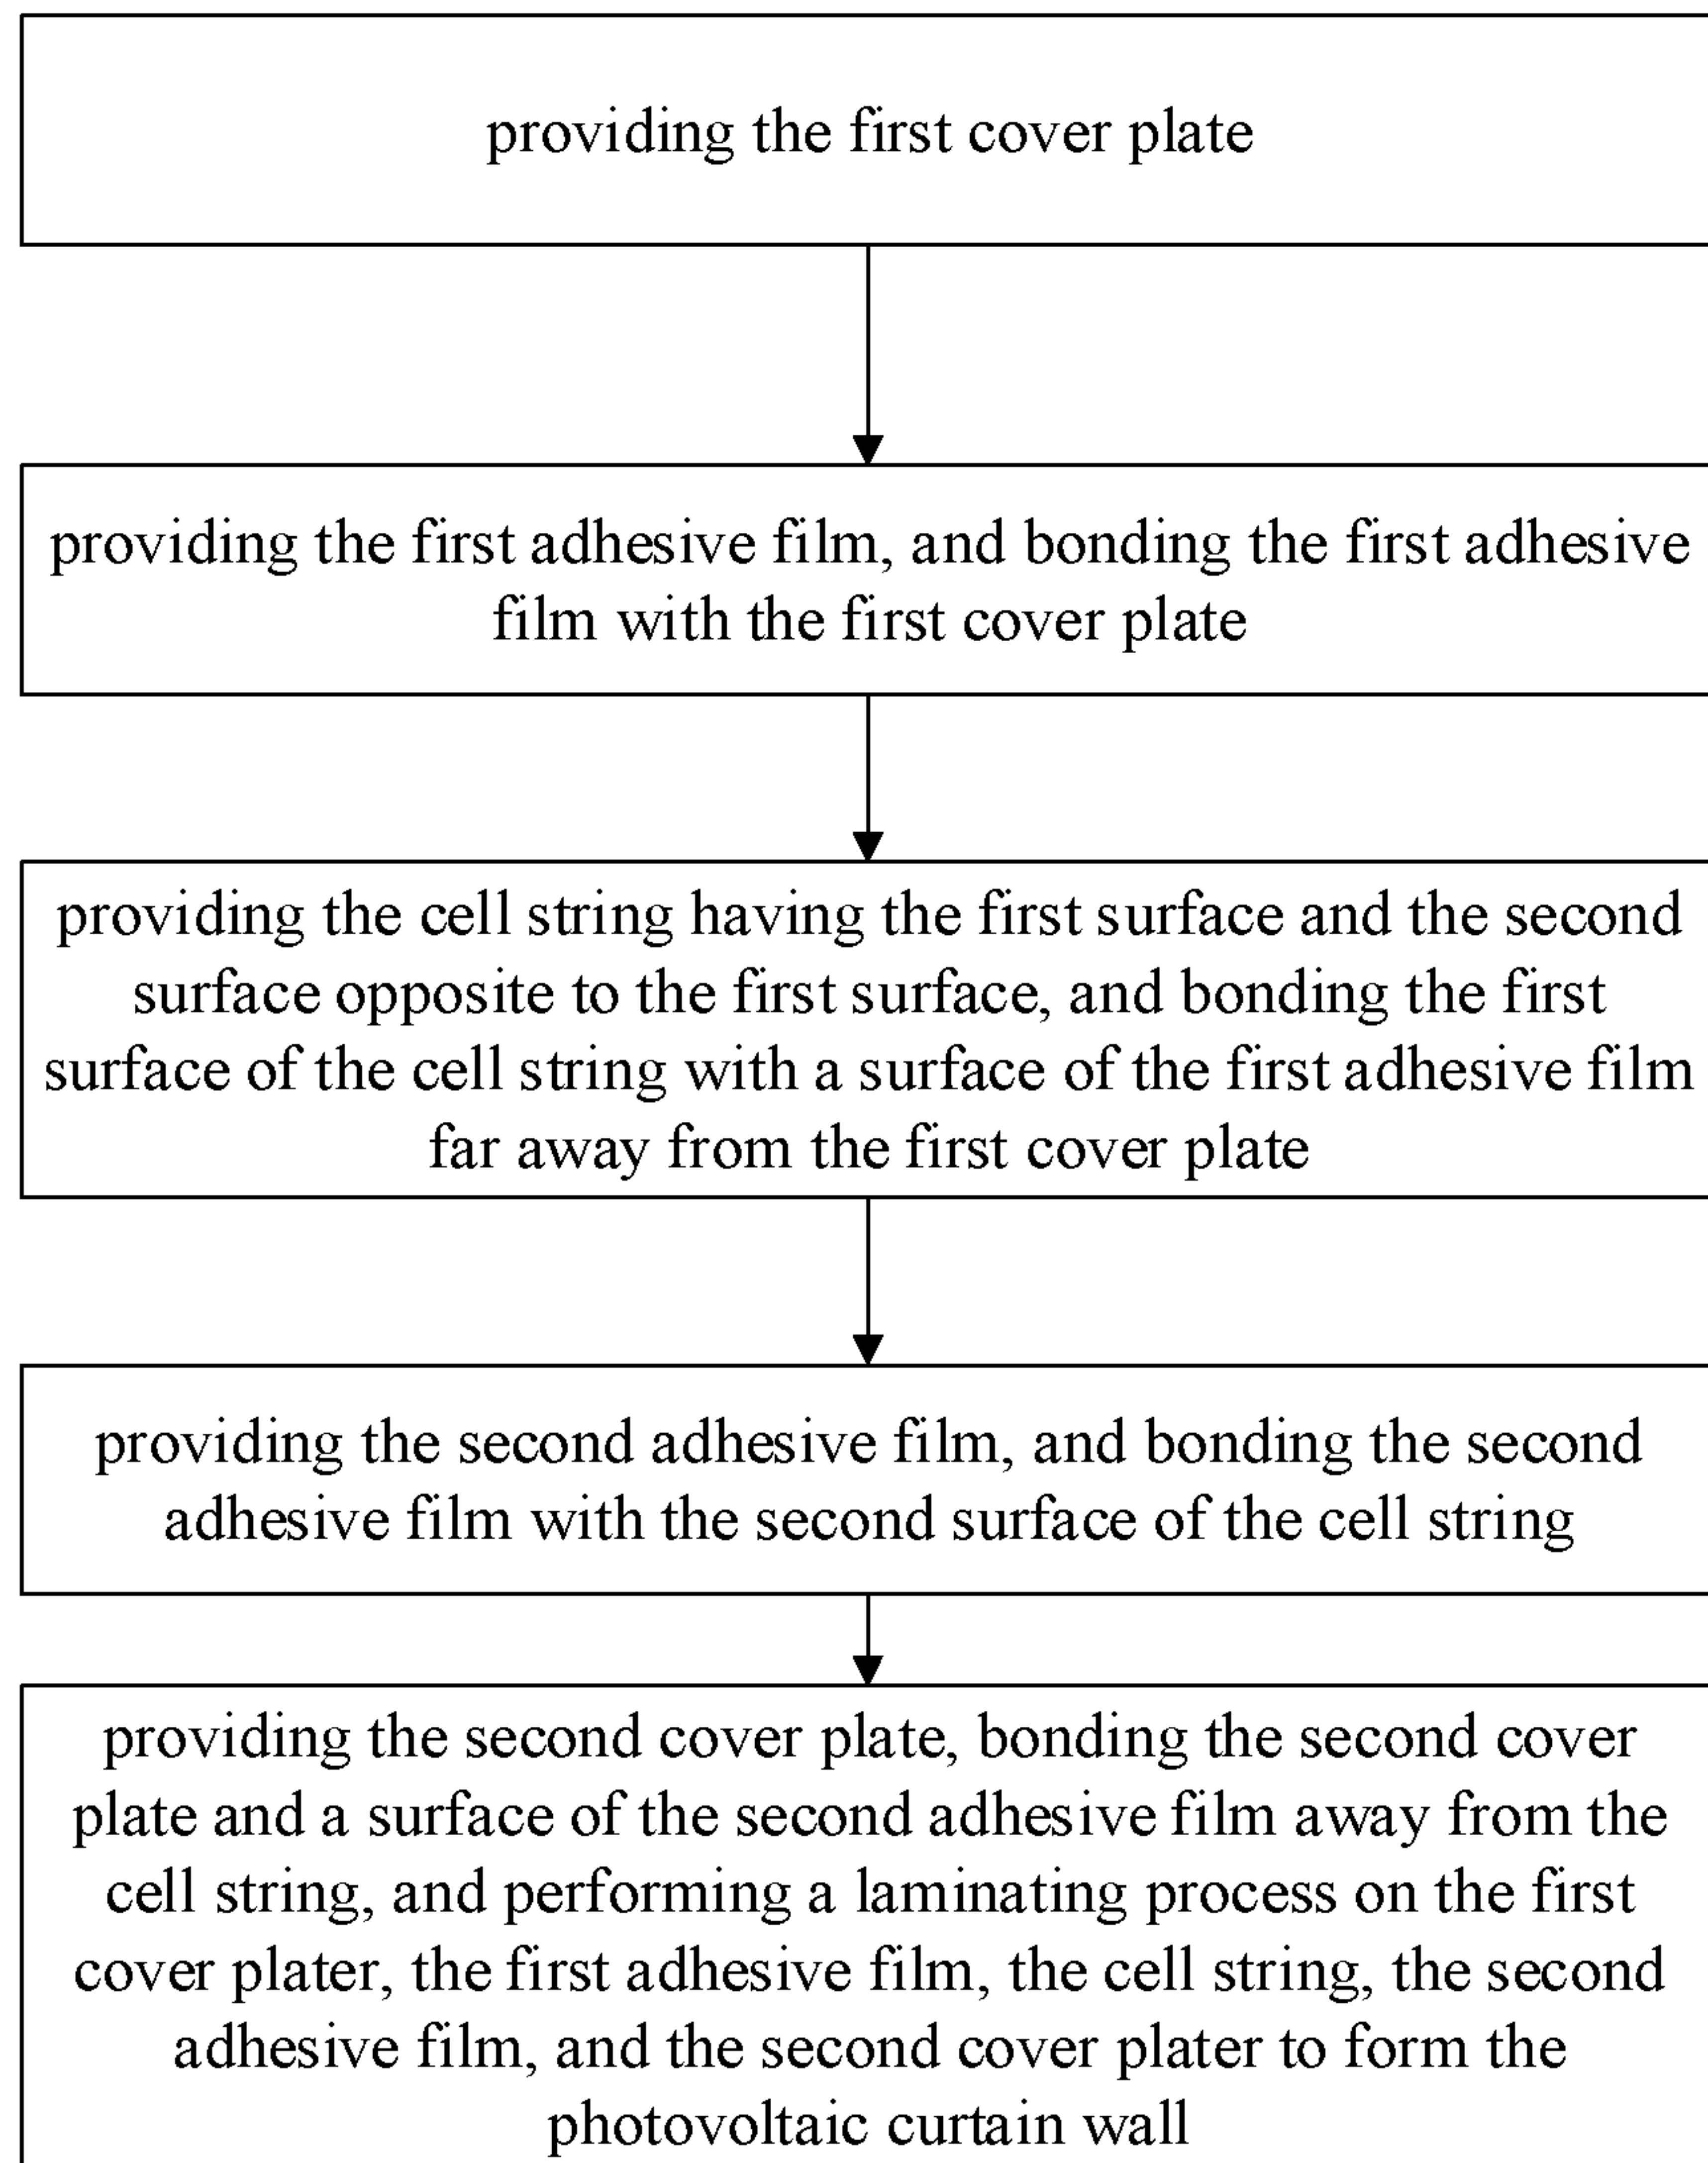 providing the first cover plate
providing the first adhesive film, and bonding the first adhesive
film with the first cover plate
providing the cell string having the first surface and the second
surface opposite to the first surface, and bonding the first
surface of the cell string with a surface of the first adhesive film
far away from the first cover plate
providing the second adhesive film, and bonding the second
adhesive film with the second surface of the cell string
providing the second cover plate, bonding the second cover
plate and a surface of the second adhesive film away from the
cell string, and performing a laminating process on the first
cover plater, the first adhesive film, the cell string, the second
adhesive film, and the second cover plater to form the
photovoltaic curtain wall